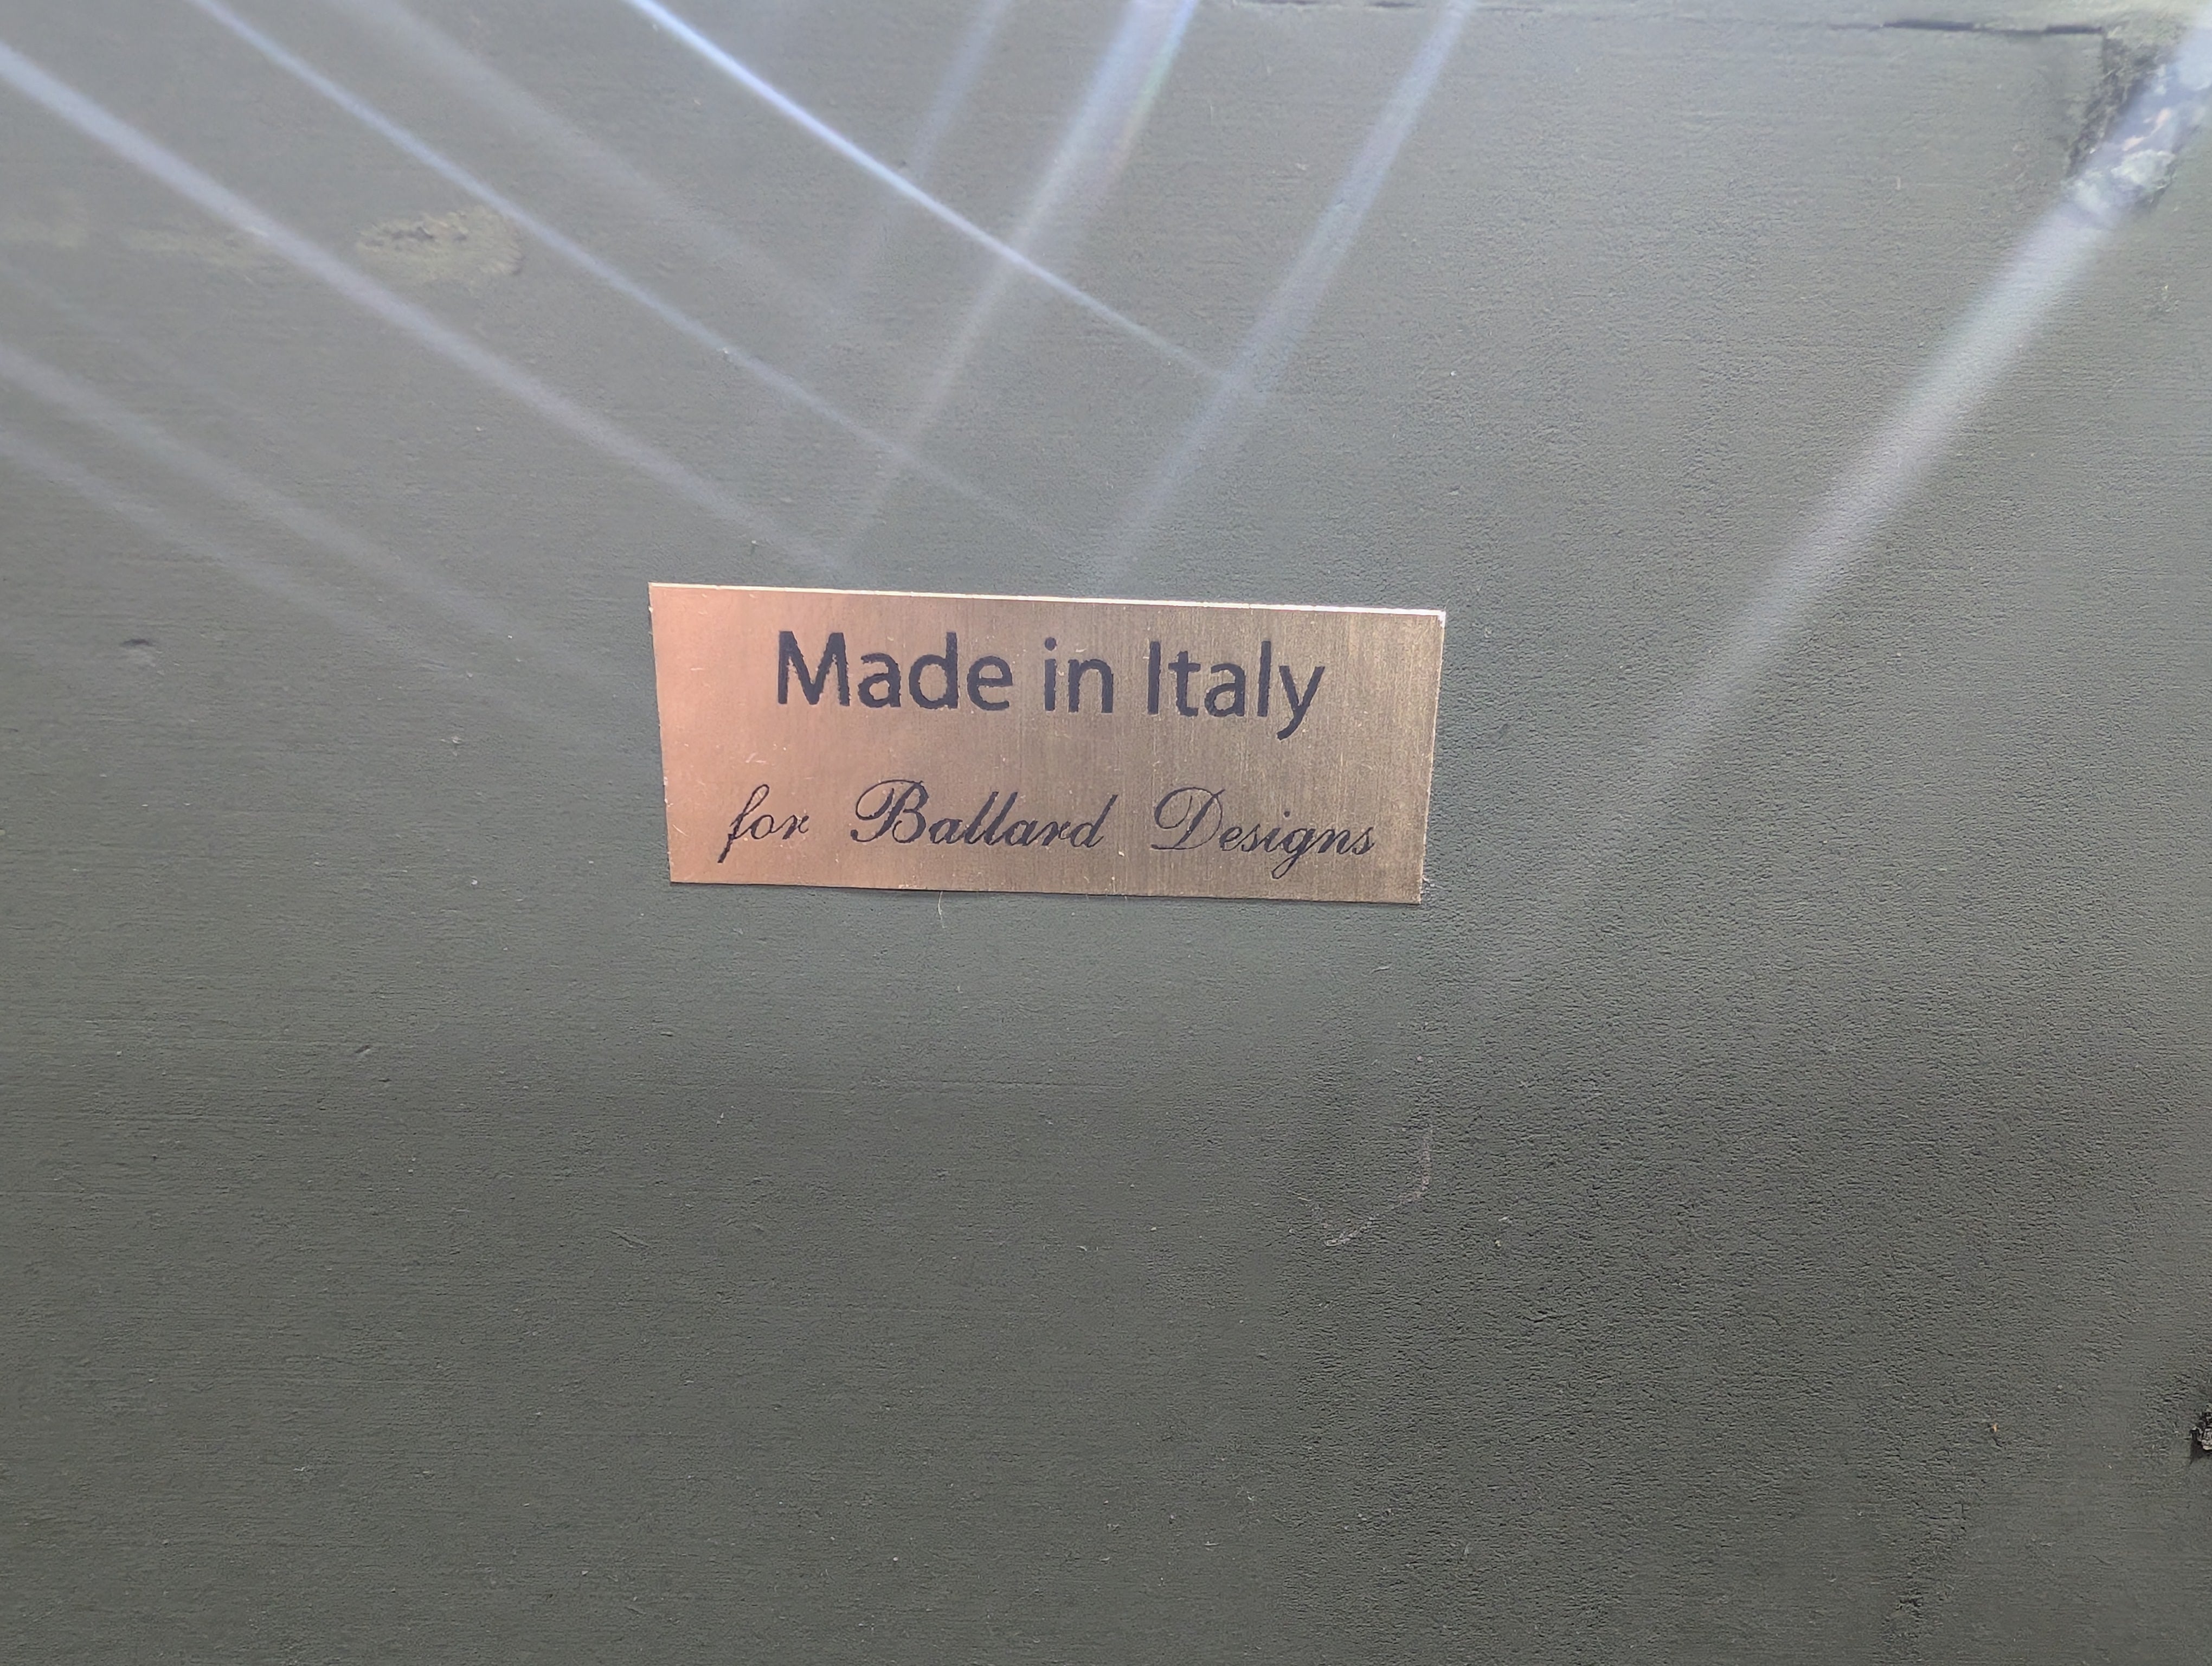 Made in Italy
for Ballard Designs